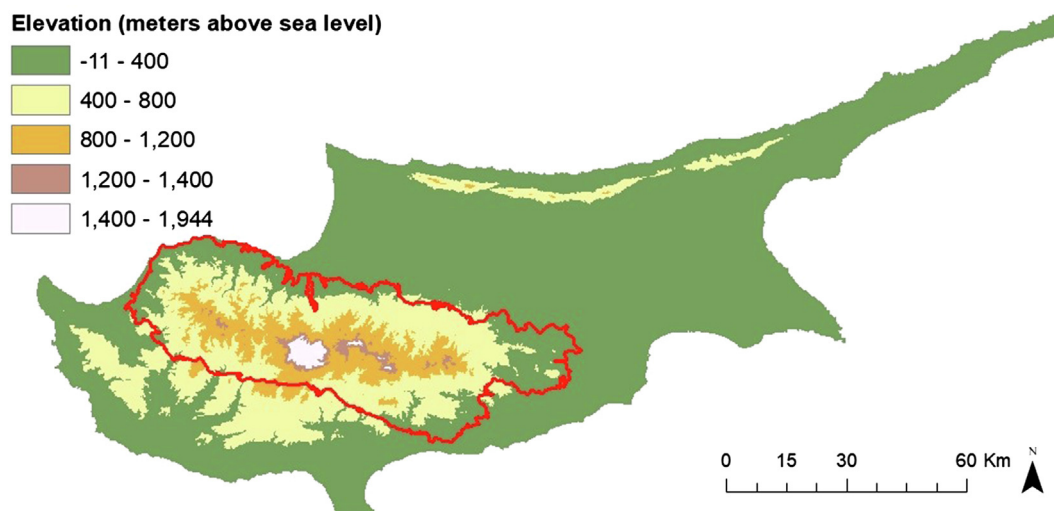 Elevation (meters above sea level)
-11 - 400
400 - 800
800 - 1,200
1,200 - 1,400
1,400 - 1,944
N
0 15 30 60 Km